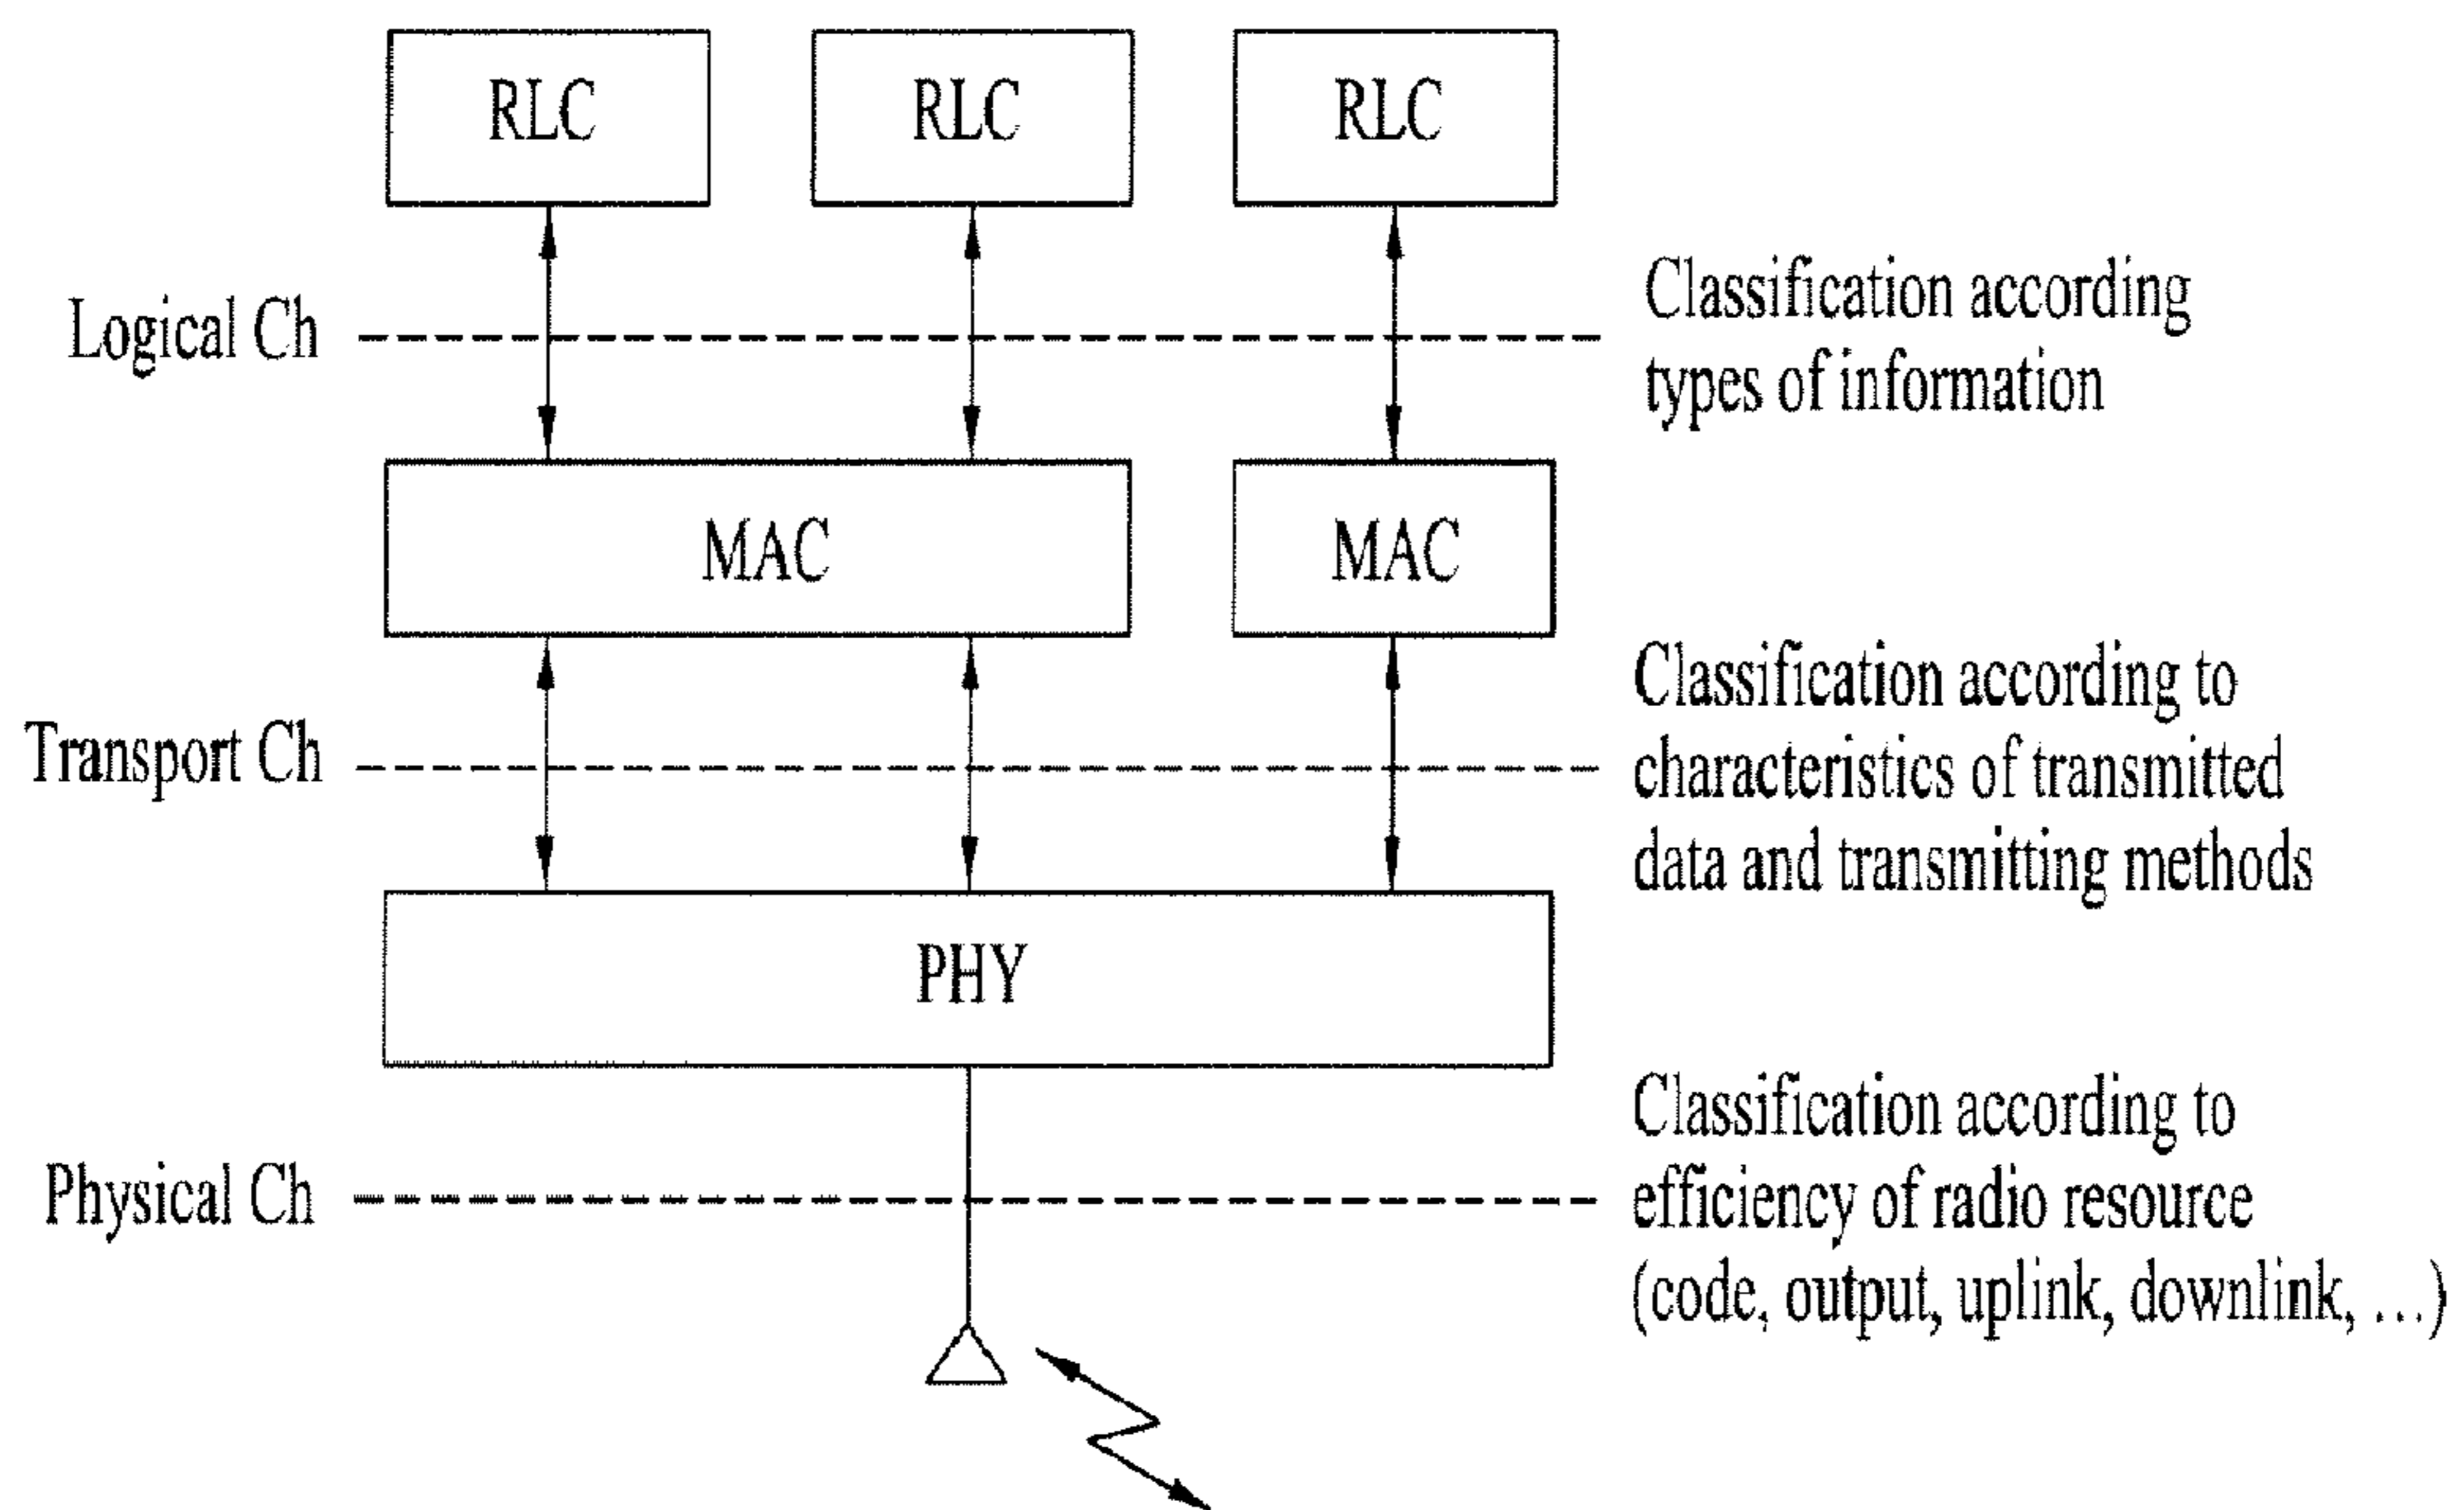 RLC
RLC
RLC
Logical Ch
Classification according
types of information
MAC
MAC
Transport Ch
Classification according to
characteristics of transmitted
data and transmitting methods
PHY
Physical Ch
Classification according to
efficiency of radio resource
(code, output, uplink, downlink, ...)